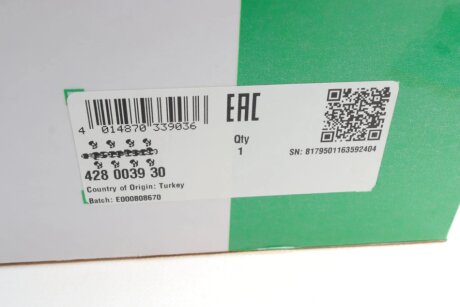 4 014870 339036
EAC
Qty
1
SN: 8179501163592404
428 0039 30
Country of Origin: Turkey
Batch: E000808670